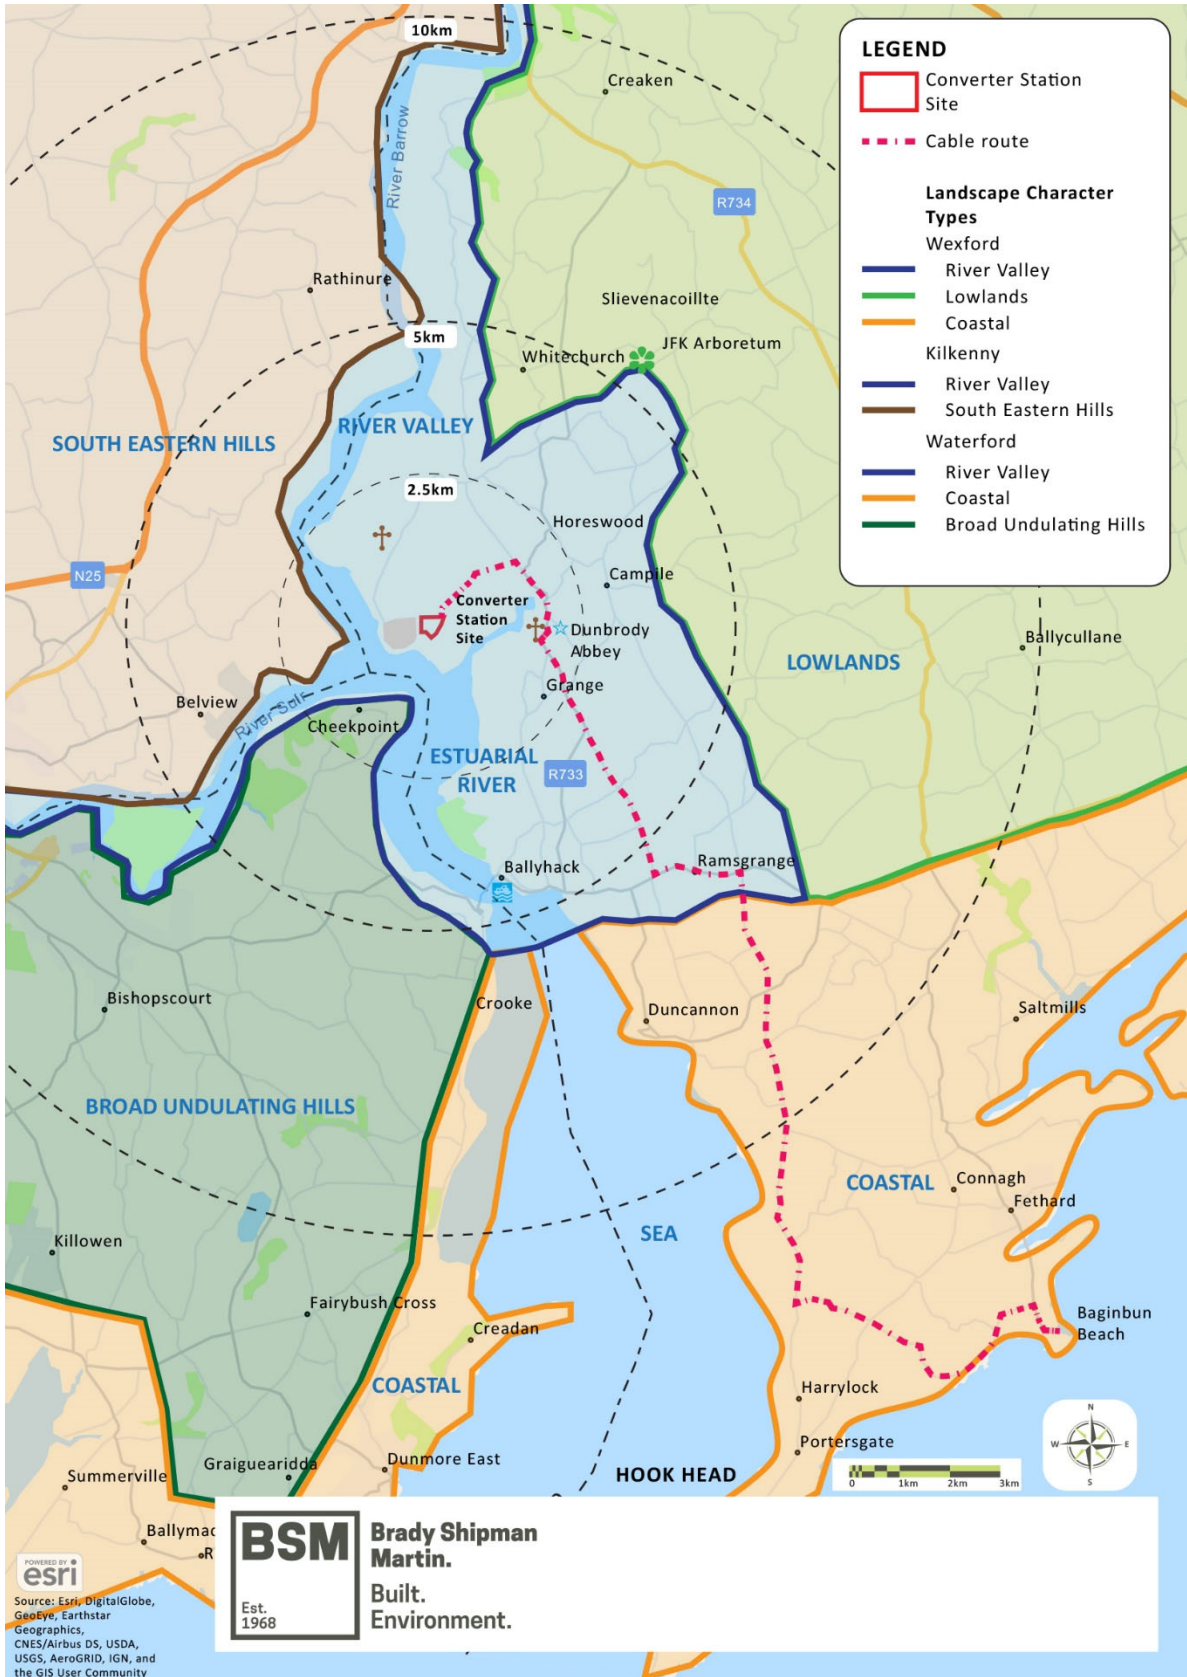 10km
Creaken
River Barrow
R734
Rathinure
Slievenacoillte
5km
JFK Arboretum
Whitechurch
RIVER VALLEY
SOUTH EASTERN HILLS
2.5km
Horeswood
N25
Campile
Converter
Station
Site
Dunbrody
Abbey
Ballycullane
LOWLANDS
Grange
Belview
River Suir
Cheekpoint
ESTUARIAL
RIVER
R733
Ramsgrange
Ballyhack
Bishopscourt
Crooke
Duncannon
Saltmills
BROAD UNDULATING HILLS
COASTAL
Connagh
Fethard
SEA
Killowen
Fairybush Cross
Creadan
Baginbun
Beach
COASTAL
Harrylock
Portersgate
Graiguearidda
Dunmore East
HOOK HEAD
Summerville
Ballymac
R
LEGEND
Converter Station
Site
Cable route
Landscape Character
Types
Wexford
River Valley
Lowlands
Coastal
Kilkenny
River Valley
South Eastern Hills
Waterford
River Valley
Coastal
Broad Undulating Hills
N
W E
S
0 1km 2km 3km
BSM
Est.
1968
Brady Shipman
Martin.
Built.
Environment.
POWERED BY
esri
Source: Esri, DigitalGlobe,
GeoEye, Earthstar
Geographics,
CNES/Airbus DS, USDA,
USGS, AeroGRID, IGN, and
the GIS User Community